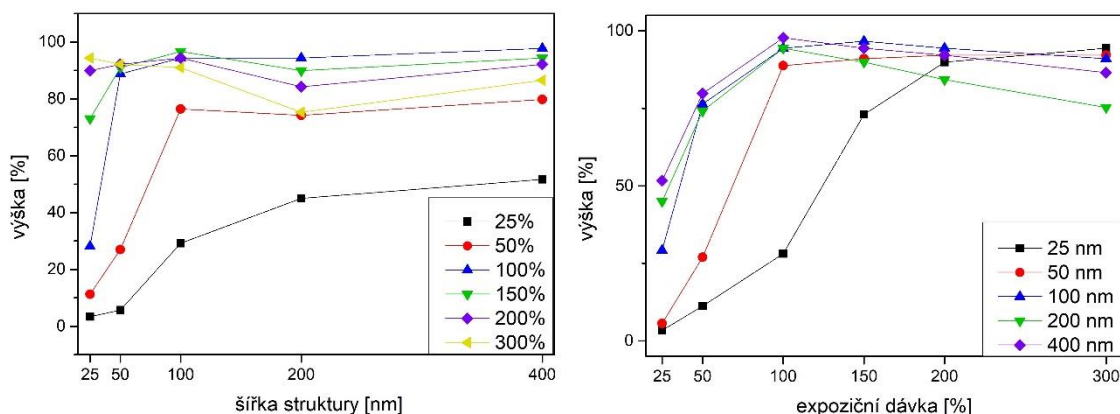 výška [%]
100
80
60
40
20
0
25%
50%
100%
150%
200%
300%
25 50 100 200 400
šířka struktury [nm]
výška [%]
100
50
0
25 nm
50 nm
100 nm
200 nm
400 nm
25 50 100 150 200 300
expoziční dávka [%]